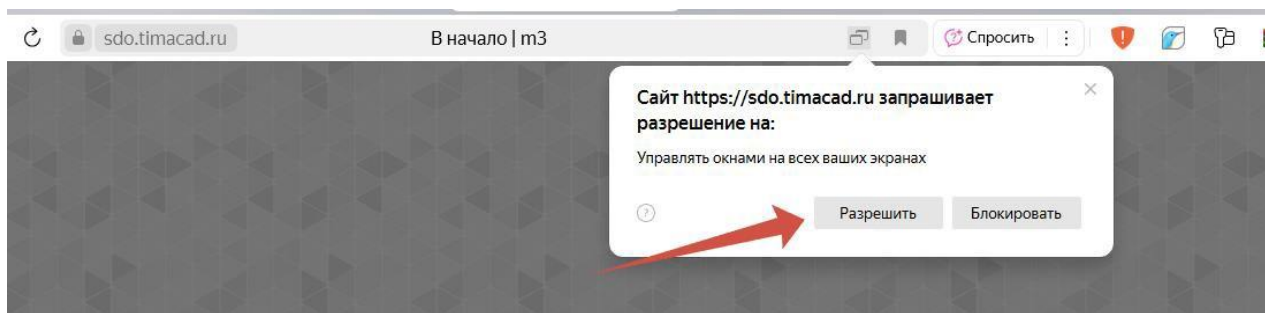 sdo.timacad.ru В начало | m3 Спросить
Сайт https://sdo.timacad.ru запрашивает
разрешение на:
Управлять окнами на всех ваших экранах
Разрешить Блокировать